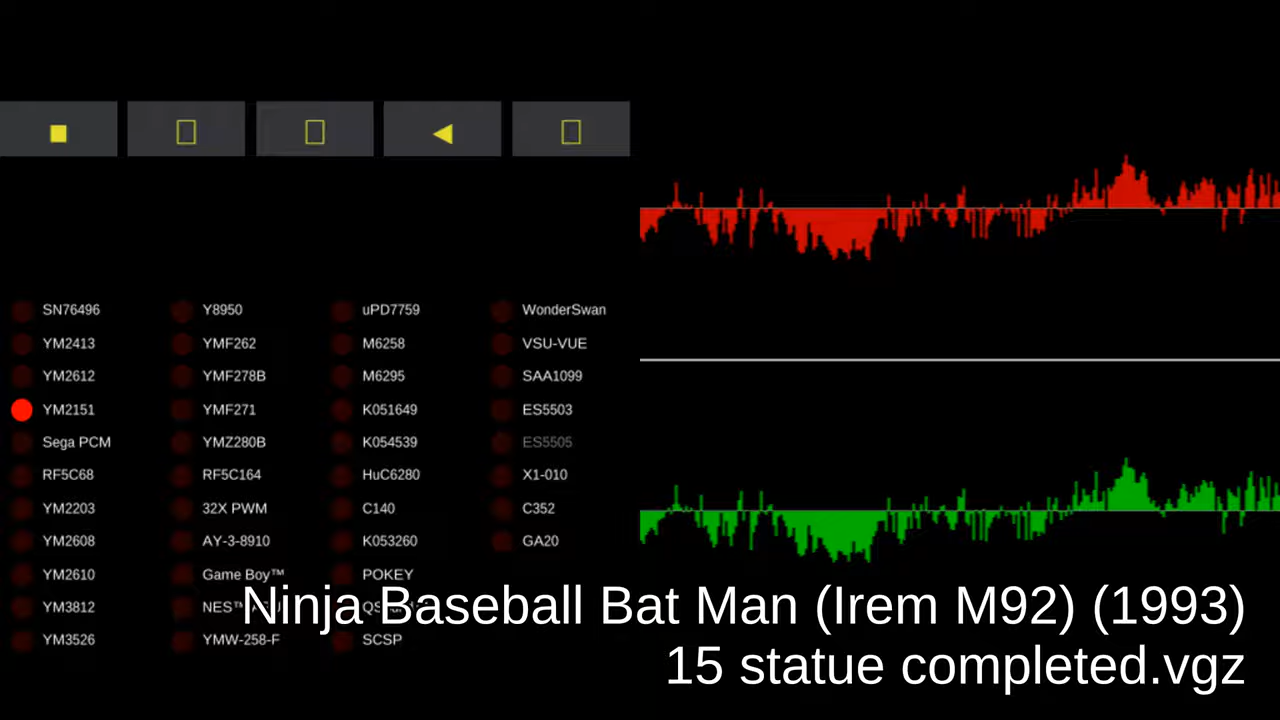 SN76496 Y8950 uPD7759 WonderSwan
YM2413 YMF262 M6258 VSU-VUE
YM2612 YMF278B M6295 SAA1099
YM2151 YMF271 K051649 ES5503
Sega PCM YMZ280B K054539 ES5505
RF5C68 RF5C164 HuC6280 X1-010
YM2203 32X PWM C140 C352
YM2608 AY-3-8910 K053260 GA20
YM2610 Game Boy™ POKEY
YM3812 NES™
YM3526 YMW-258-F SCSP
Ninja Baseball Bat Man (Irem M92) (1993)
15 statue completed.vgz